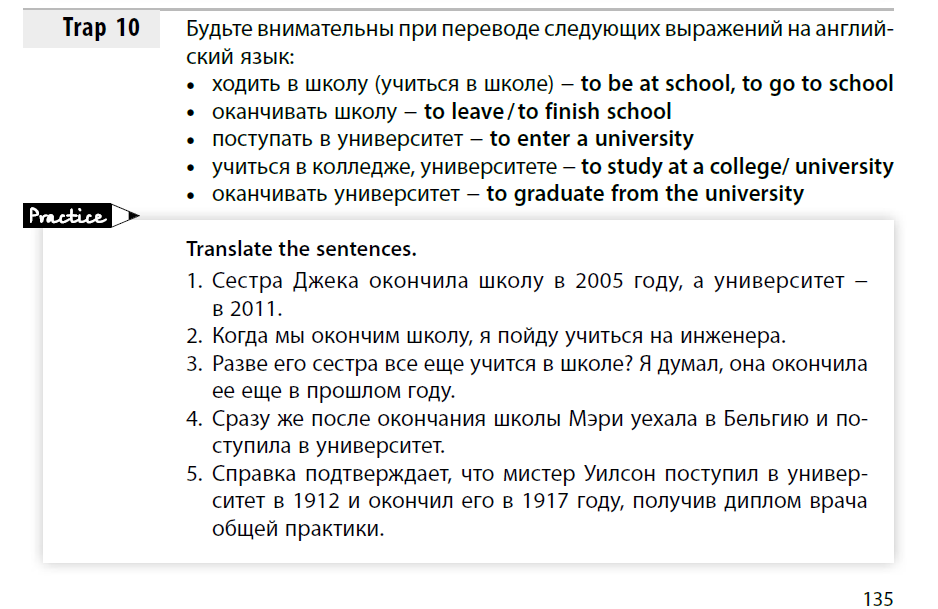 Trap 10
Будьте внимательны при переводе следующих выражений на англий-
ский язык:
• ходить в школу (учиться в школе) – to be at school, to go to school
• оканчивать школу – to leave/to finish school
• поступать в университет – to enter a university
• учиться в колледже, университете – to study at a college/ university
• оканчивать университет – to graduate from the university
Practice
Translate the sentences.
1. Сестра Джека окончила школу в 2005 году, а университет –
в 2011.
2. Когда мы окончим школу, я пойду учиться на инженера.
3. Разве его сестра все еще учится в школе? Я думал, она окончила
ее еще в прошлом году.
4. Сразу же после окончания школы Мэри уехала в Бельгию и по-
ступила в университет.
5. Справка подтверждает, что мистер Уилсон поступил в универ-
ситет в 1912 и окончил его в 1917 году, получив диплом врача
общей практики.
135